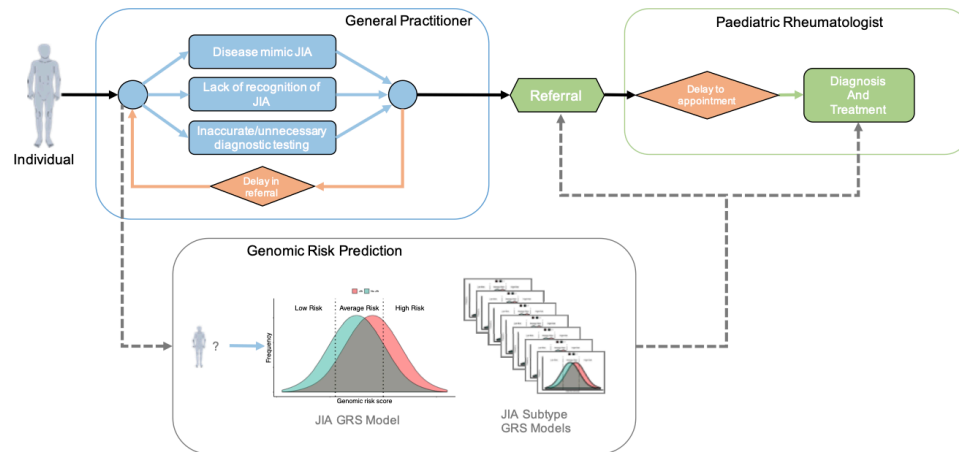 General Practitioner
Paediatric Rheumatologist
Disease mimic JIA
Lack of recognition of
JIA
Inaccurate/unnecessary
diagnostic testing
Delay in
referral
Individual
Referral
Delay to
appointment
Diagnosis
And
Treatment
Genomic Risk Prediction
?
Low Risk
Average Risk
High Risk
Frequency
Genomic risk score
JIA GRS Model
JIA Subtype
GRS Models